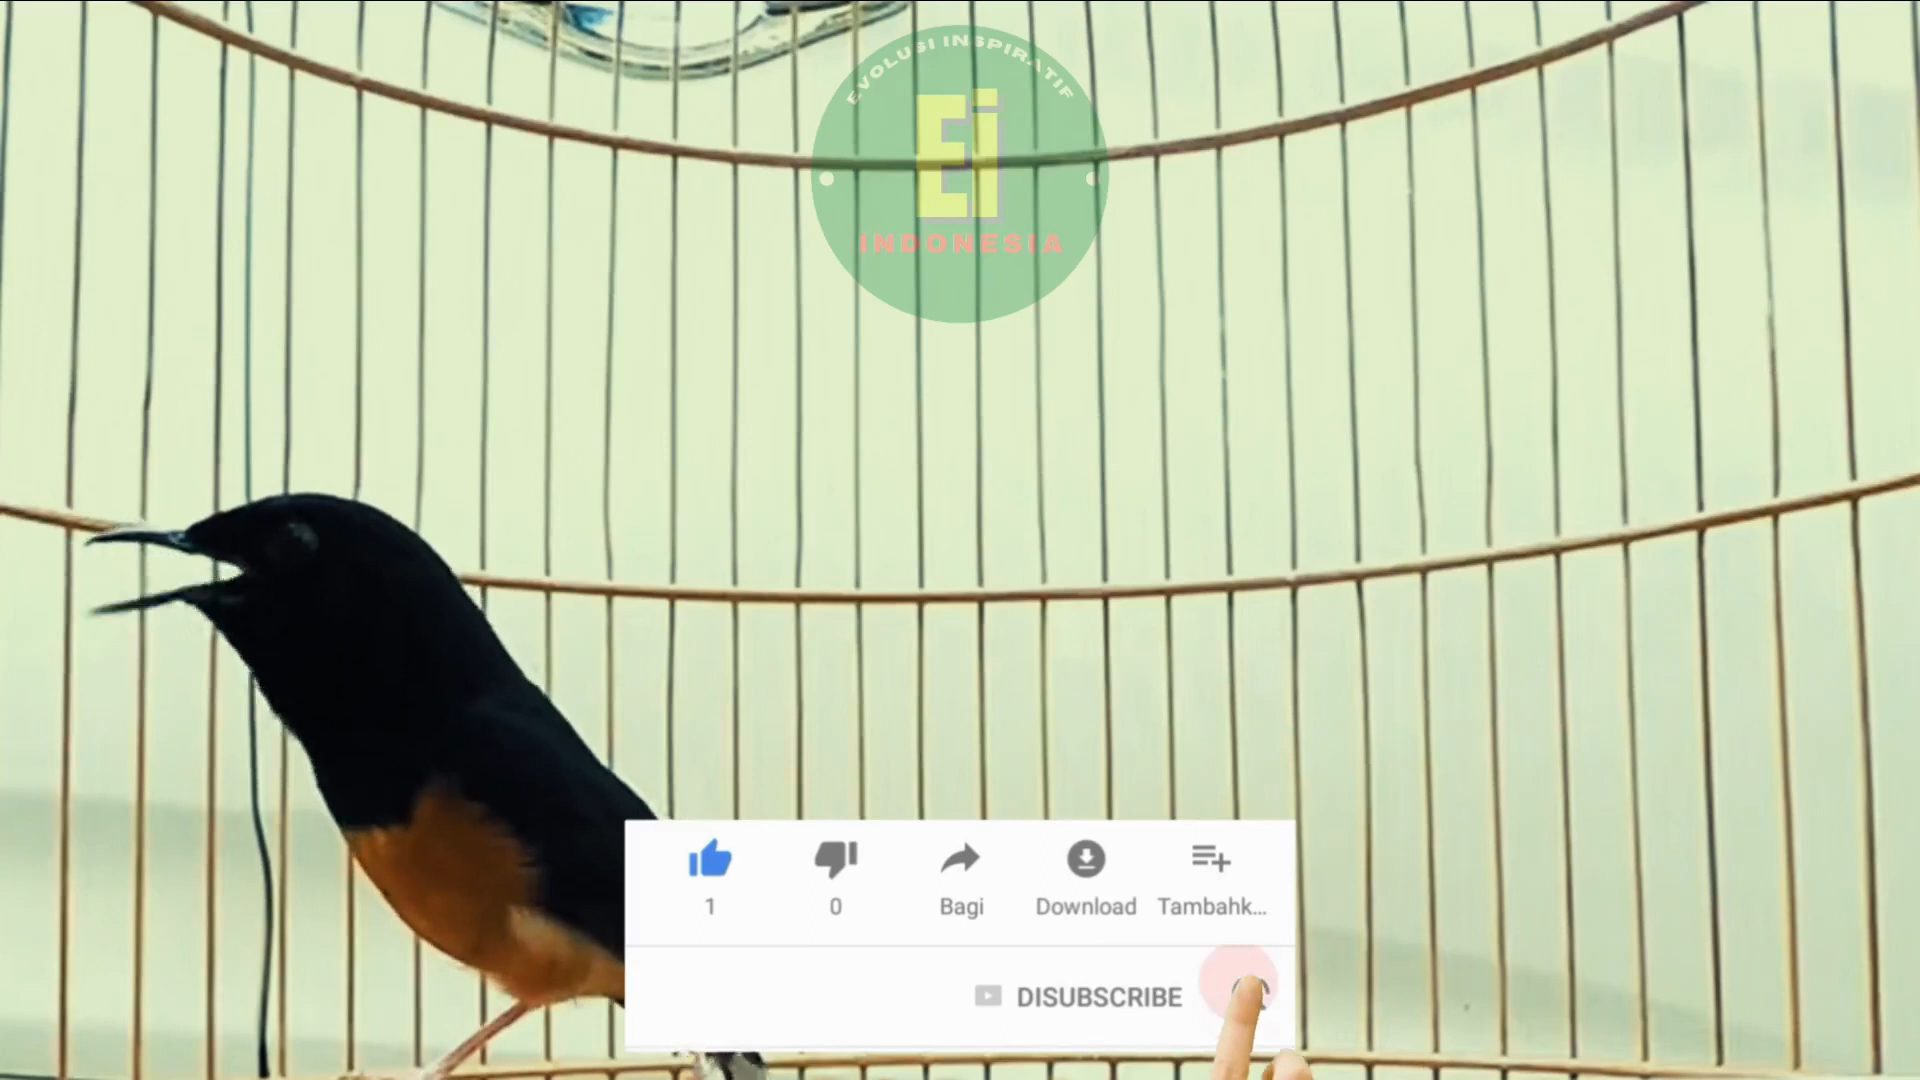 EVOLUSI INSPIRATIF
Ei
INDONESIA
1
0
Bagi
Download
Tambahk...
DISUBSCRIBE